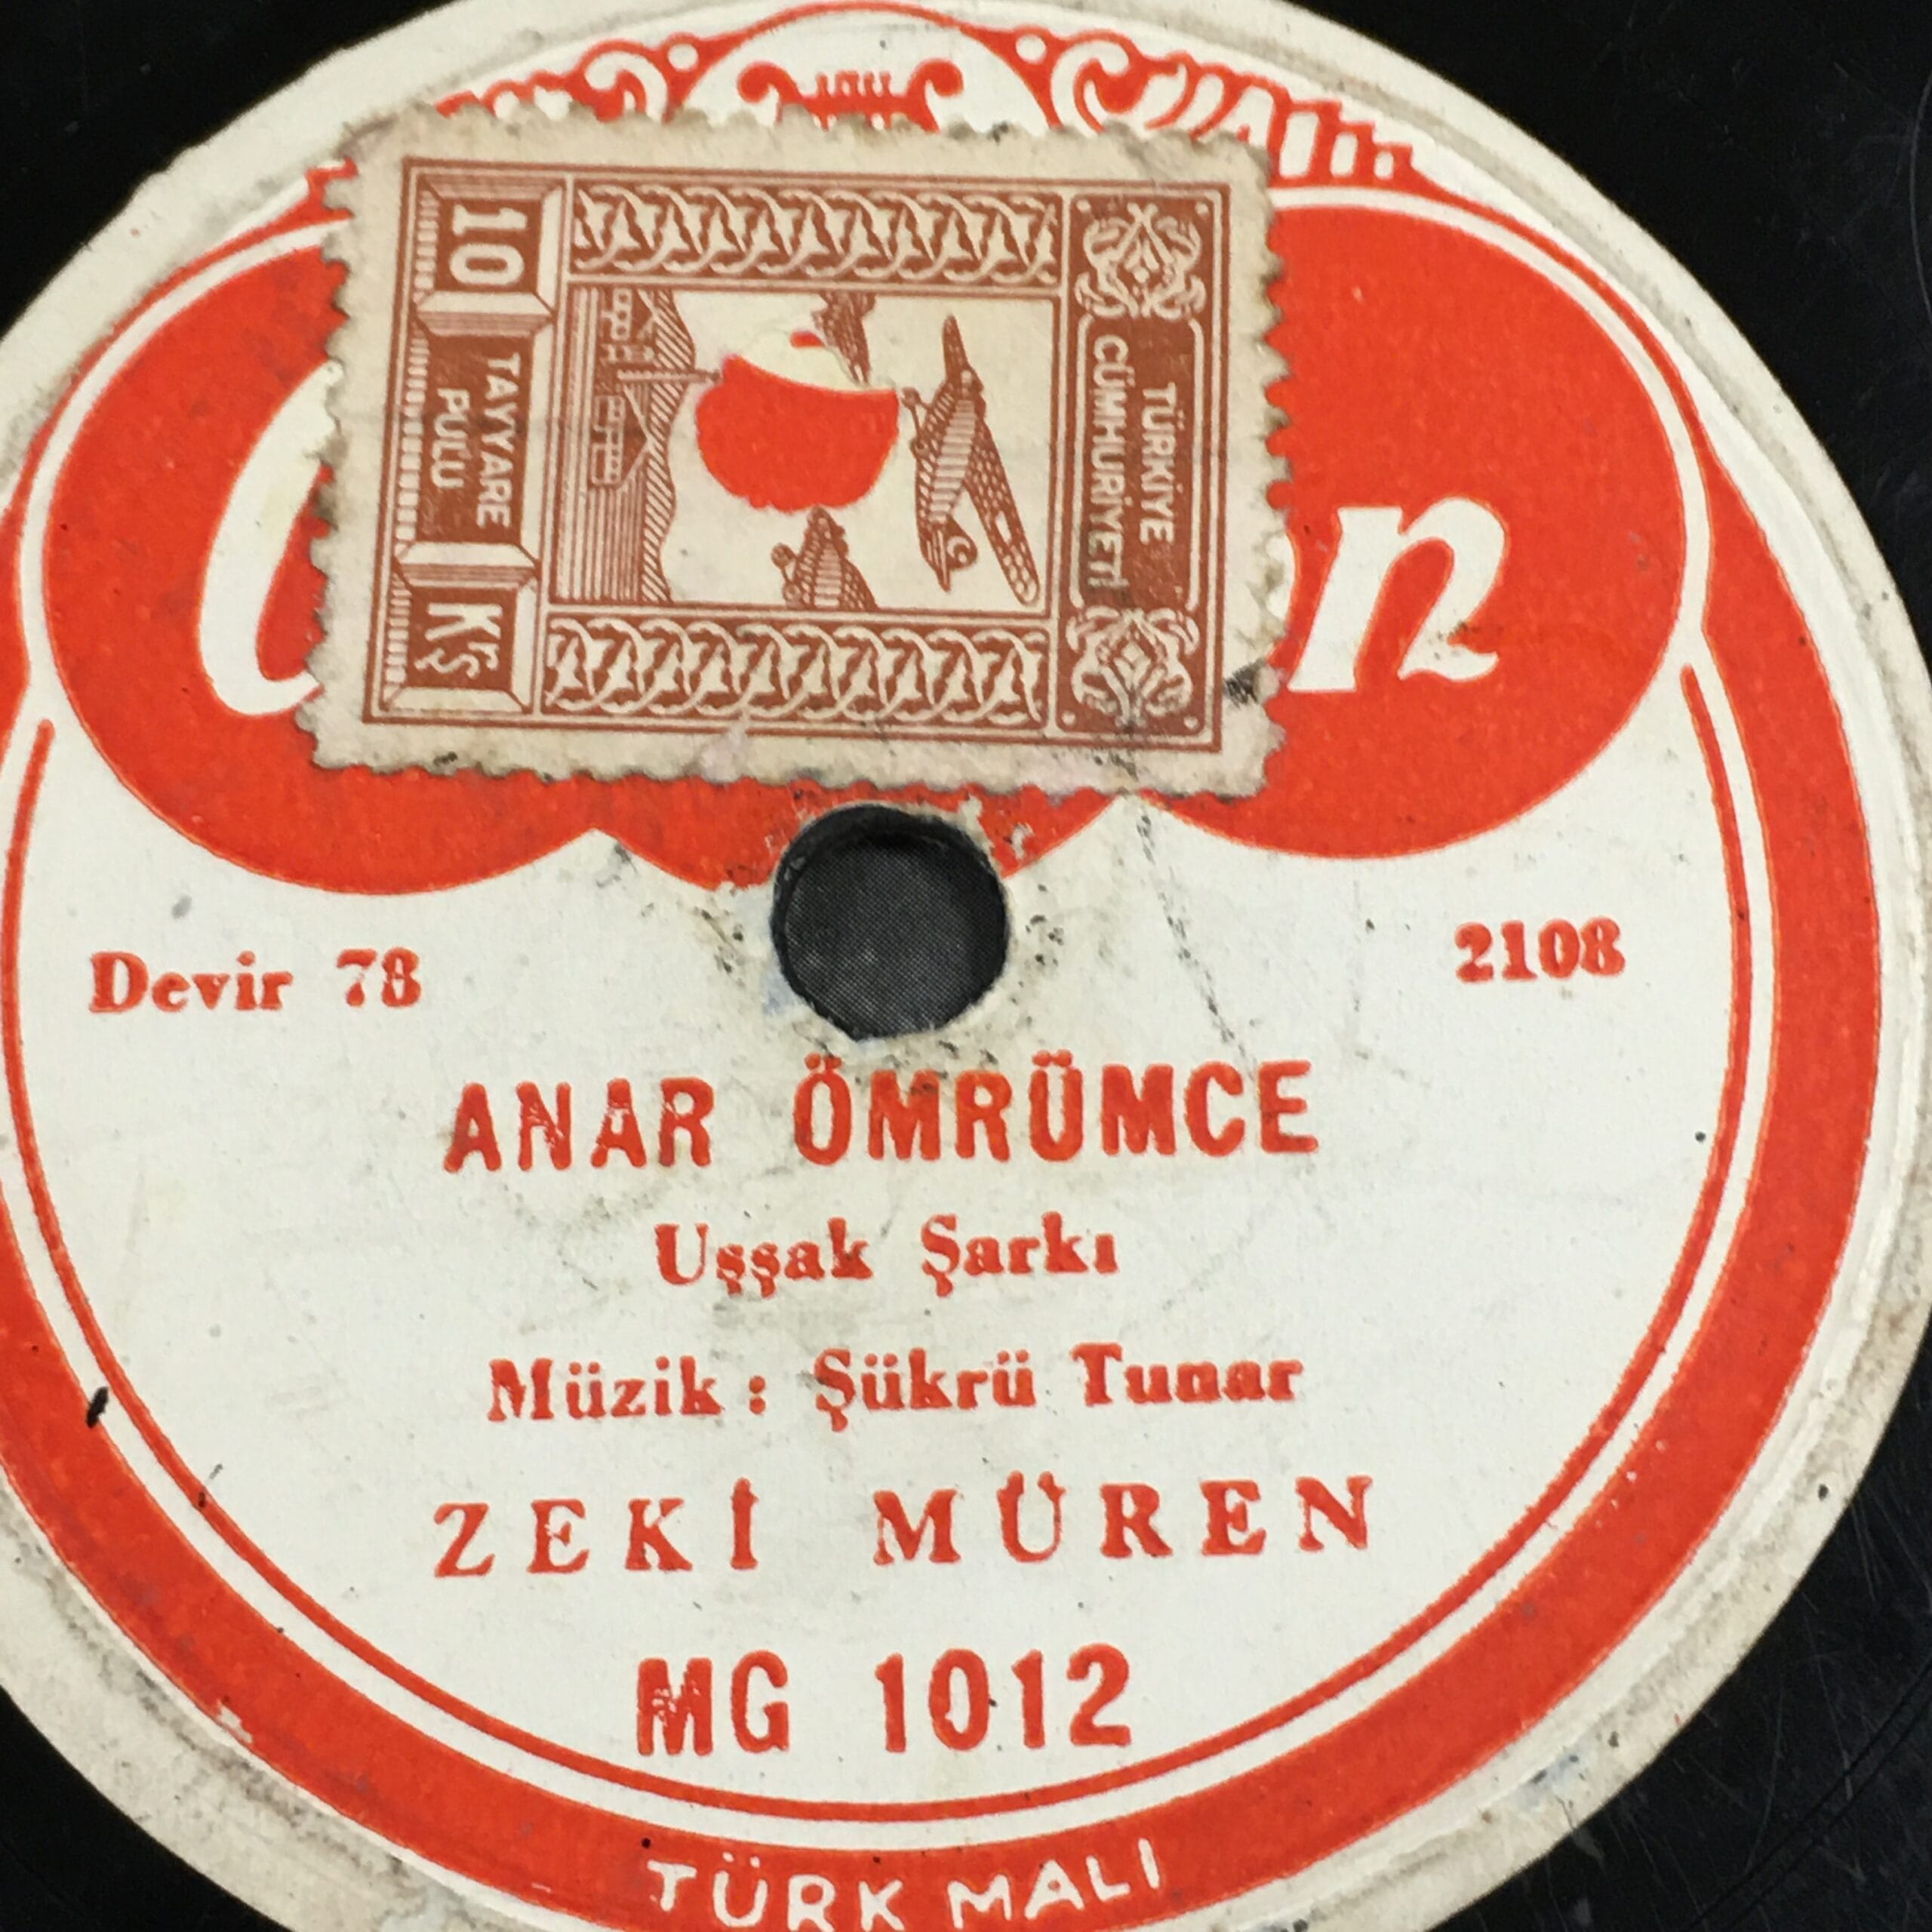 10
TAYYARE
PULU
Krş
TÜRKİYE
CÜMHURİYETİ
n
Devir 78
2108
ANAR ÖMRÜMCE
Uşşak Şarkı
Müzik : Şükrü Tunar
ZEKİ MÜREN
MG 1012
TÜRK MALI